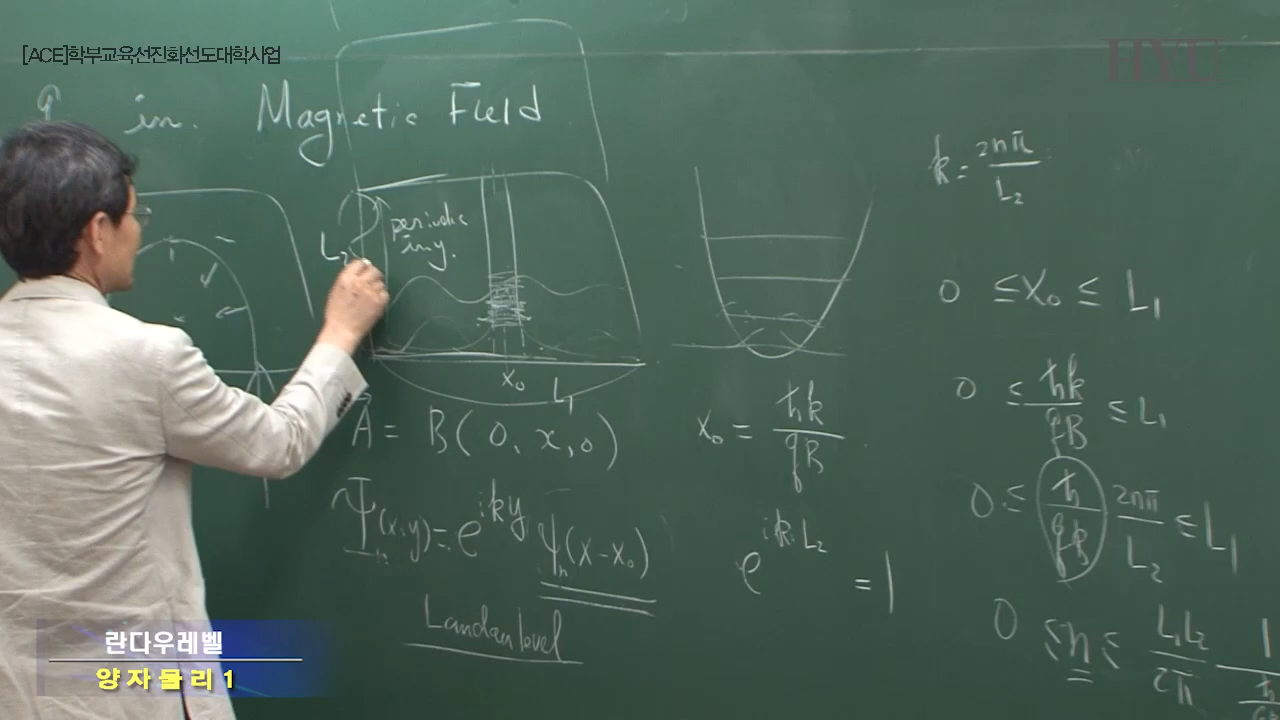 [ACE]학부교육선진화선도대학사업
HYU
q in. Magnetic Field
k = 2nπ / L₂
periodic
in y.
L₂
0 ≤ X₀ ≤ L₁
x₀
L₁
A⃗ = B(0, x, 0)
x₀ = ħk / qB
0 ≤ ħk / qB ≤ L₁
Ψₙ(x,y) = e^{iky} ψₙ(x-x₀)
e^{ik·L₂} = 1
0 ≤ ħ / qB 2nπ / L₂ ≤ L₁
Landau level
0 ≤ n ≤ L₁L₂ / 2π 1 / ħ
란다우레벨
양자물리1